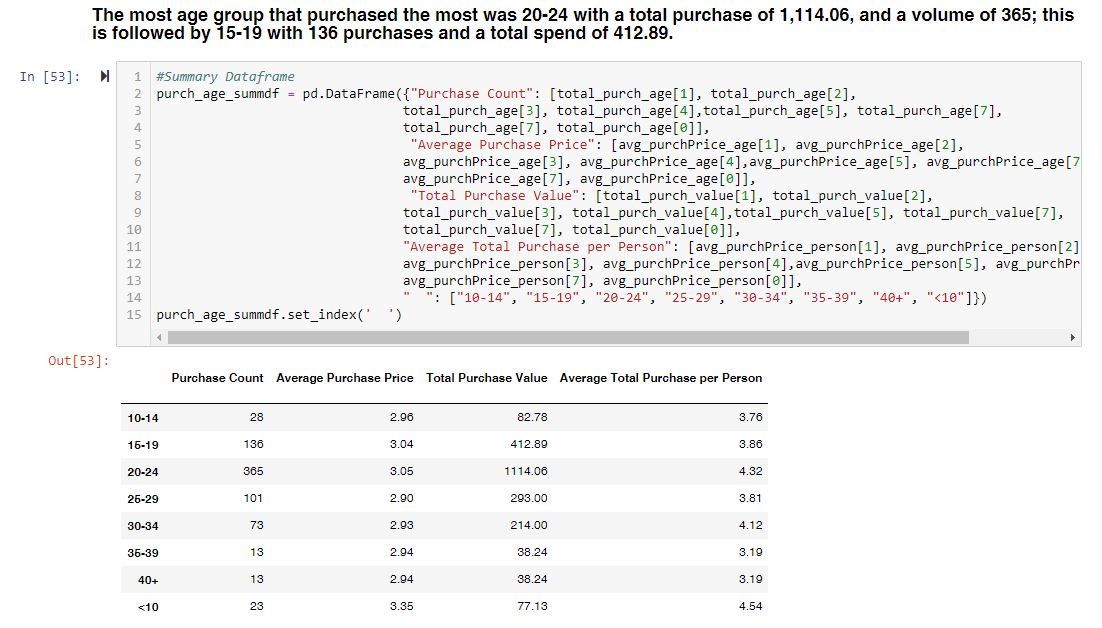 The most age group that purchased the most was 20-24 with a total purchase of 1,114.06, and a volume of 365; this
is followed by 15-19 with 136 purchases and a total spend of 412.89.
In [53]:
1 #Summary Dataframe
2 purch_age_summdf = pd.DataFrame({"Purchase Count": [total_purch_age[1], total_purch_age[2],
3 total_purch_age[3], total_purch_age[4],total_purch_age[5], total_purch_age[7],
4 total_purch_age[7], total_purch_age[0]],
5 "Average Purchase Price": [avg_purchPrice_age[1], avg_purchPrice_age[2],
6 avg_purchPrice_age[3], avg_purchPrice_age[4],avg_purchPrice_age[5], avg_purchPrice_age[7
7 avg_purchPrice_age[7], avg_purchPrice_age[0]],
8 "Total Purchase Value": [total_purch_value[1], total_purch_value[2],
9 total_purch_value[3], total_purch_value[4],total_purch_value[5], total_purch_value[7],
10 total_purch_value[7], total_purch_value[0]],
11 "Average Total Purchase per Person": [avg_purchPrice_person[1], avg_purchPrice_person[2]
12 avg_purchPrice_person[3], avg_purchPrice_person[4],avg_purchPrice_person[5], avg_purchPr
13 avg_purchPrice_person[7], avg_purchPrice_person[0]],
14 "  ": ["10-14", "15-19", "20-24", "25-29", "30-34", "35-39", "40+", "<10"]})
15 purch_age_summdf.set_index('  ')
Out[53]:
Purchase Count Average Purchase Price Total Purchase Value Average Total Purchase per Person
10-14 28 2.96 82.78 3.76
15-19 136 3.04 412.89 3.86
20-24 365 3.05 1114.06 4.32
25-29 101 2.90 293.00 3.81
30-34 73 2.93 214.00 4.12
35-39 13 2.94 38.24 3.19
40+ 13 2.94 38.24 3.19
<10 23 3.35 77.13 4.54